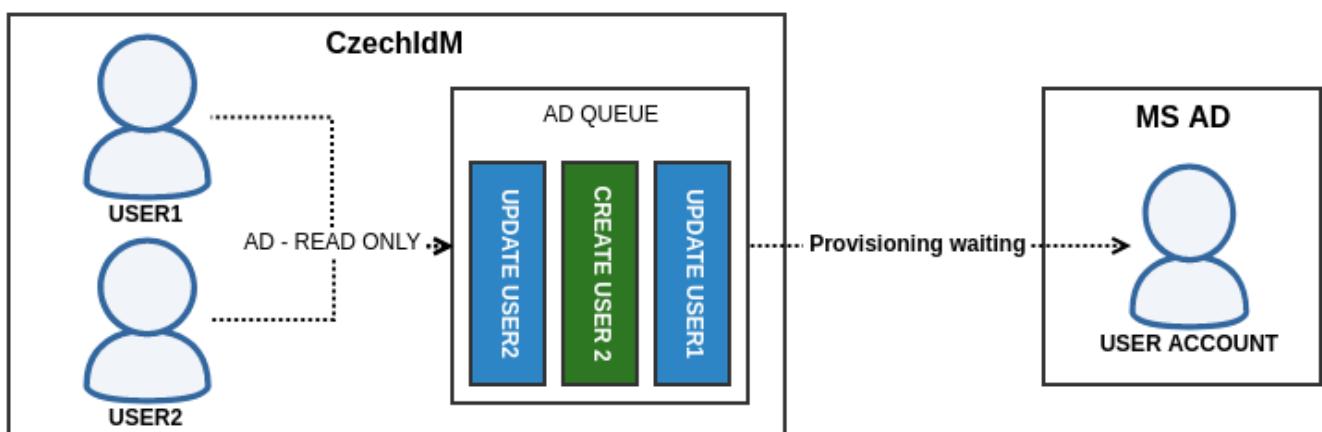 CzechIdM
USER1
USER2
AD - READ ONLY
AD QUEUE
UPDATE USER2
CREATE USER 2
UPDATE USER1
Provisioning waiting
MS AD
USER ACCOUNT